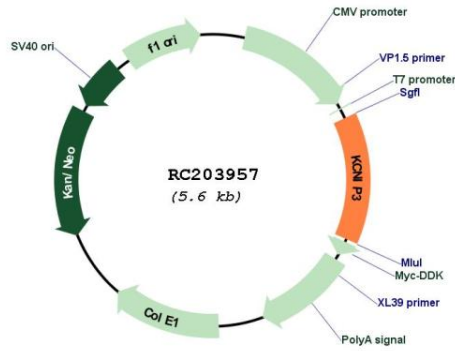 CMV promoter
SV40 ori
f1 ori
VP1.5 primer
T7 promoter
SgfI
Kan/Neo
RC203957
(5.6 kb)
KCNIP3
MluI
Myc-DDK
XL39 primer
Col E1
PolyA signal